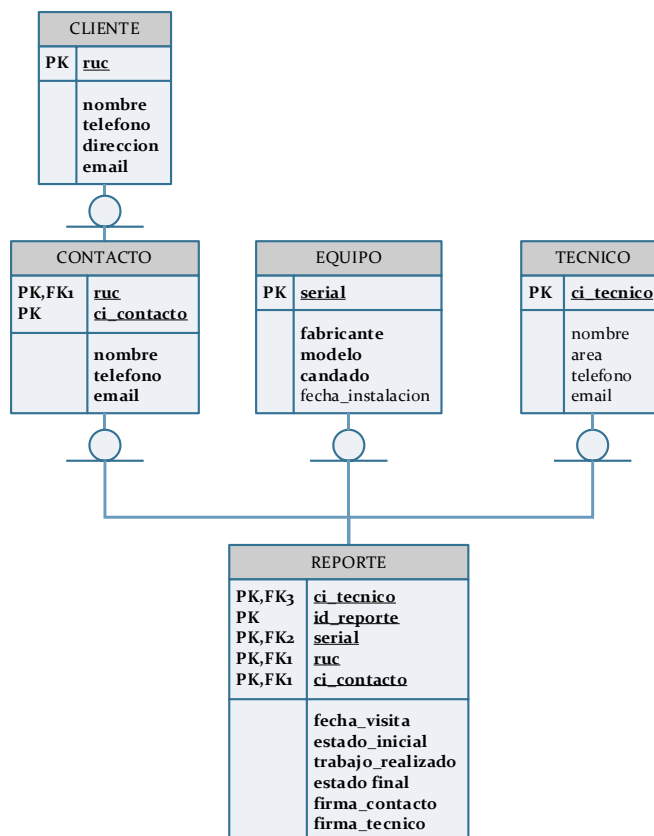 CLIENTE
PK ruc
nombre
telefono
direccion
email
CONTACTO
PK,FK1 ruc
PK ci_contacto
nombre
telefono
email
EQUIPO
PK serial
fabricante
modelo
candado
fecha_instalacion
TECNICO
PK ci_tecnico
nombre
area
telefono
email
REPORTE
PK,FK3 ci_tecnico
PK id_reporte
PK,FK2 serial
PK,FK1 ruc
PK,FK1 ci_contacto
fecha_visita
estado_inicial
trabajo_realizado
estado final
firma_contacto
firma_tecnico